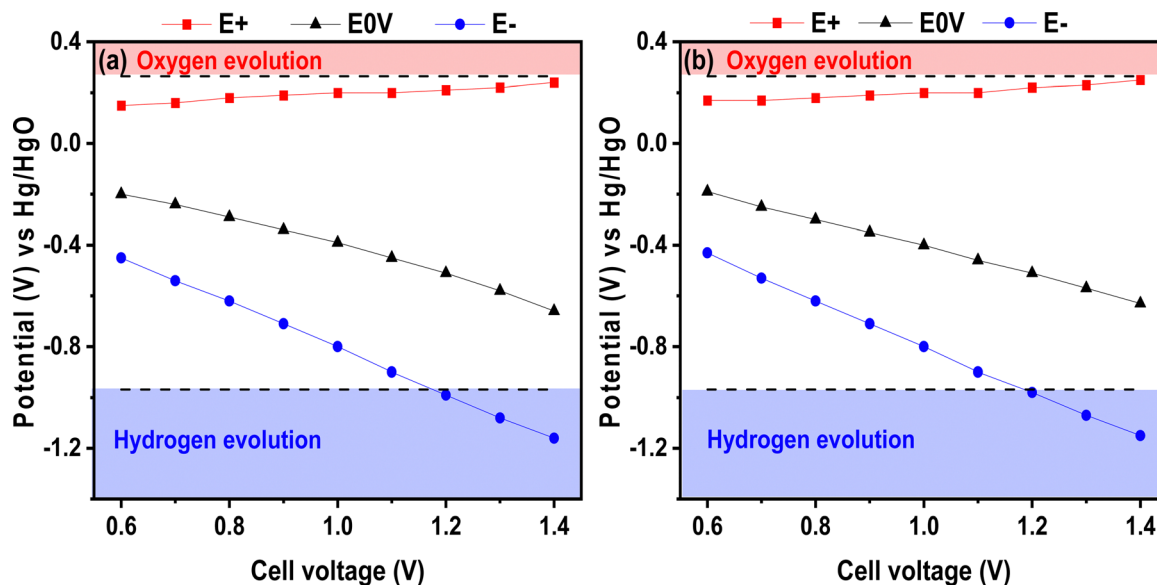 E+ E0V E-
(a) Oxygen evolution
0.4
0.0
-0.4
-0.8
-1.2
Potential (V) vs Hg/HgO
Hydrogen evolution
0.6 0.8 1.0 1.2 1.4
Cell voltage (V)
E+ E0V E-
(b) Oxygen evolution
0.4
0.0
-0.4
-0.8
-1.2
Potential (V) vs Hg/HgO
Hydrogen evolution
0.6 0.8 1.0 1.2 1.4
Cell voltage (V)